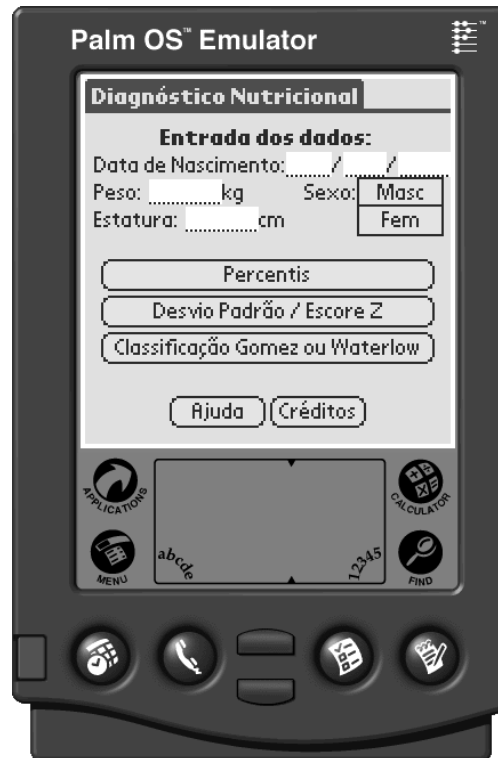 Palm OS™ Emulator
Diagnóstico Nutricional
Entrada dos dados:
Data de Nascimento: / /
Peso: kg Sexo: Masc
Estatura: cm Fem
Percentis
Desvio Padrão / Escore Z
Classificação Gomez ou Waterlow
Ajuda Créditos
APPLICATIONS CALCULATOR
abcde 12345
MENU FIND